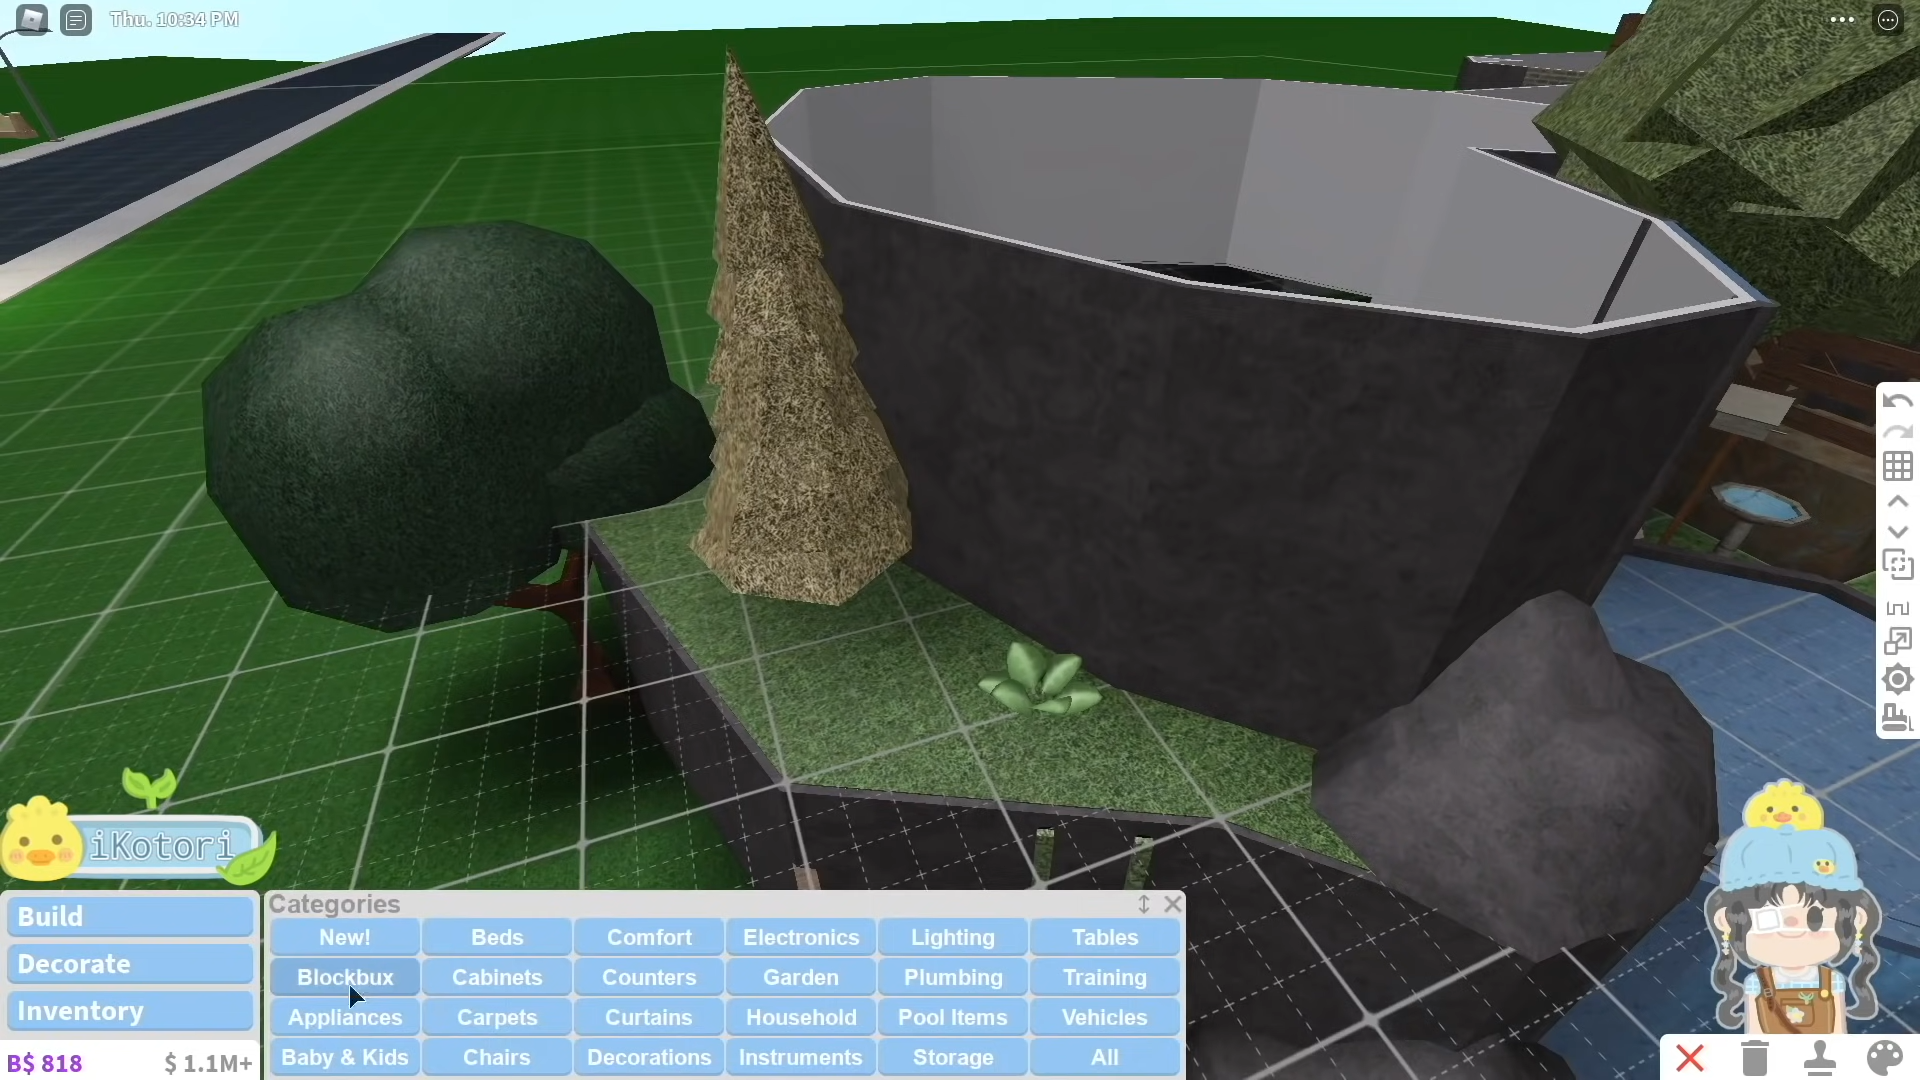 Thu. 10:34 PM
iKotori
Build
Decorate
Inventory
B$ 818
$ 1.1M+
Categories
New! Beds Comfort Electronics Lighting Tables
Blockbux Cabinets Counters Garden Plumbing Training
Appliances Carpets Curtains Household Pool Items Vehicles
Baby & Kids Chairs Decorations Instruments Storage All